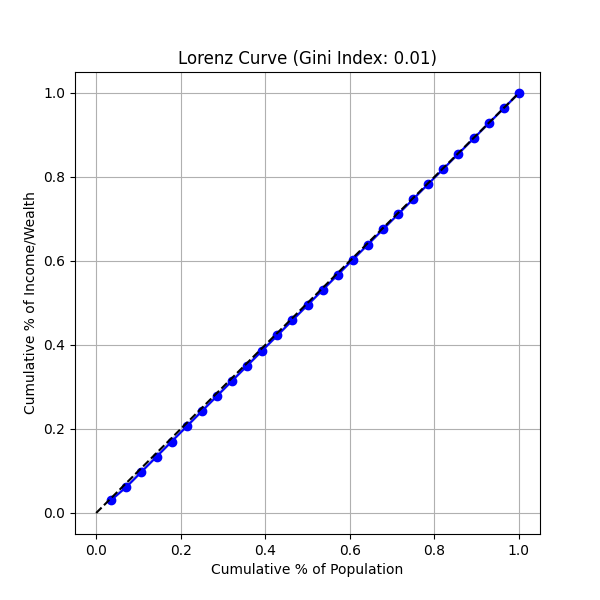 Lorenz Curve (Gini Index: 0.01)
Cumulative % of Income/Wealth
1.0
0.8
0.6
0.4
0.2
0.0
0.0 0.2 0.4 0.6 0.8 1.0
Cumulative % of Population